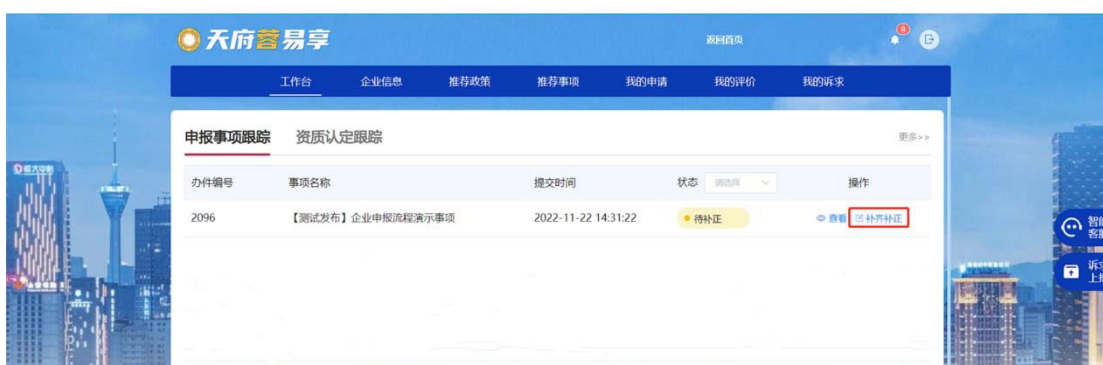 天府蓉易享
返回首页
8
工作台 企业信息 推荐政策 推荐事项 我的申请 我的评价 我的诉求
申报事项跟踪 资质认定跟踪 更多>>
办件编号 事项名称 提交时间 状态 请选择 操作
2096 【测试发布】企业申报流程演示事项 2022-11-22 14:31:22 待补正 查看 补齐补正
智能
客服
诉求
上报